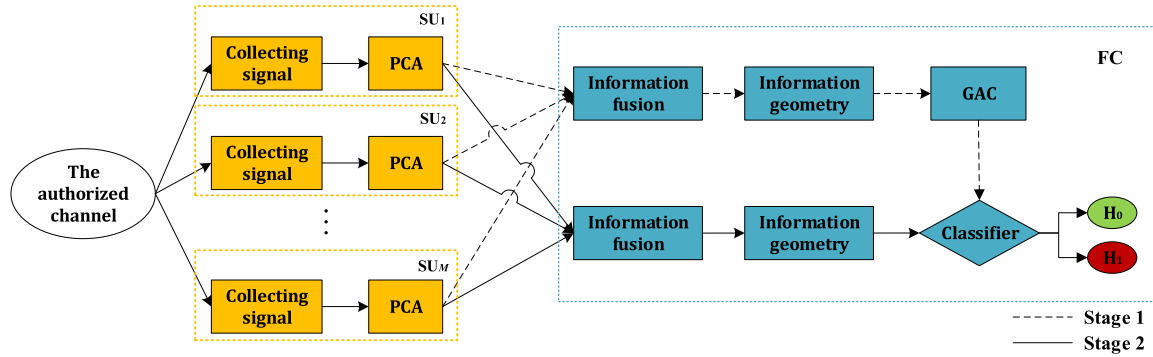 SU1
Collecting
signal
PCA
SU2
Collecting
signal
PCA
The
authorized
channel
⋮
SUM
Collecting
signal
PCA
FC
Information
fusion
Information
geometry
GAC
Information
fusion
Information
geometry
Classifier
H0
H1
Stage 1
Stage 2